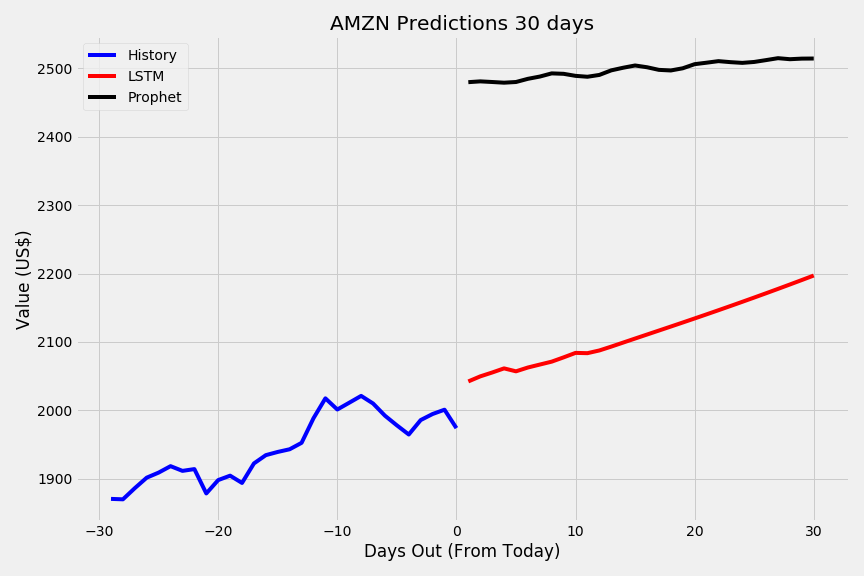 AMZN Predictions 30 days
History
LSTM
Prophet
Value (US$)
2500
2400
2300
2200
2100
2000
1900
−30 −20 −10 0 10 20 30
Days Out (From Today)